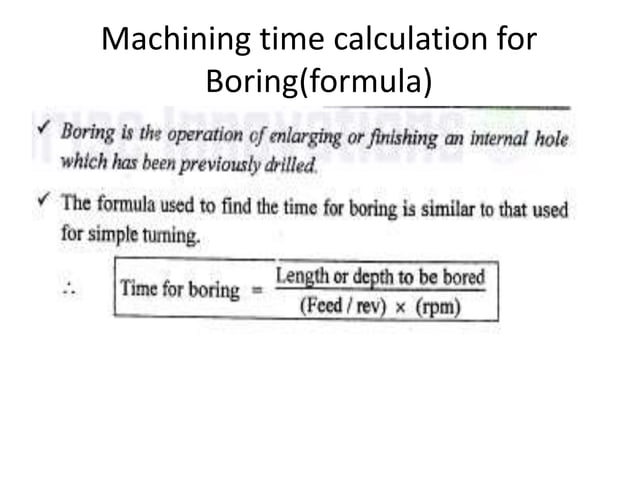 Machining time calculation for
Boring(formula)
✓ Boring is the operation of enlarging or finishing an internal hole
which has been previously drilled.
✓ The formula used to find the time for boring is similar to that used
for simple turning.
∴ Time for boring = Length or depth to be bored
(Feed / rev) × (rpm)